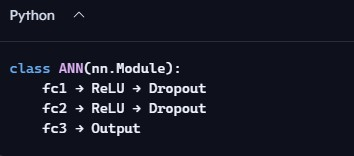 Python
class ANN(nn.Module):
fc1 → ReLU → Dropout
fc2 → ReLU → Dropout
fc3 → Output